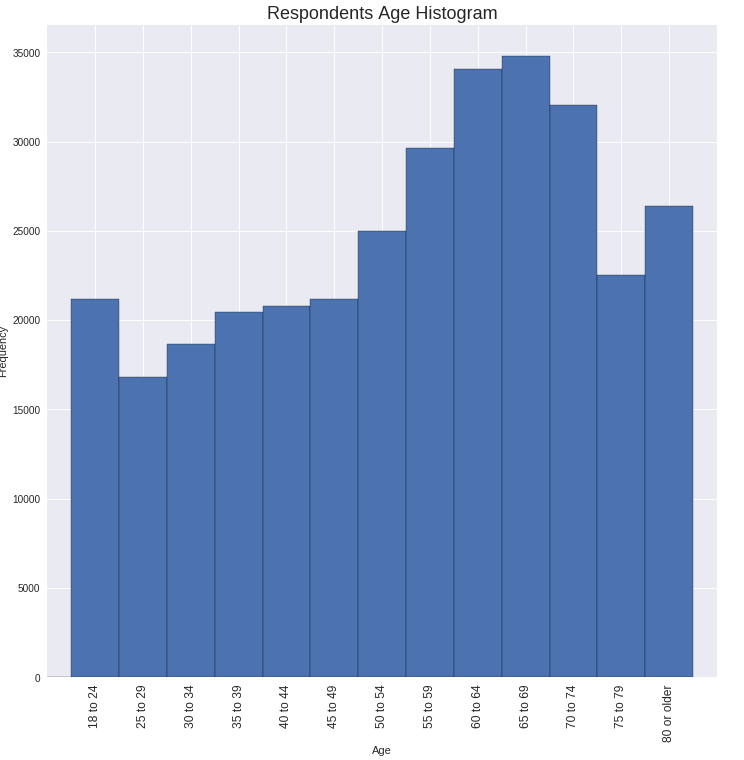 Respondents Age Histogram
35000
30000
25000
20000
15000
10000
5000
0
Frequency
18 to 24
25 to 29
30 to 34
35 to 39
40 to 44
45 to 49
50 to 54
55 to 59
60 to 64
65 to 69
70 to 74
75 to 79
80 or older
Age